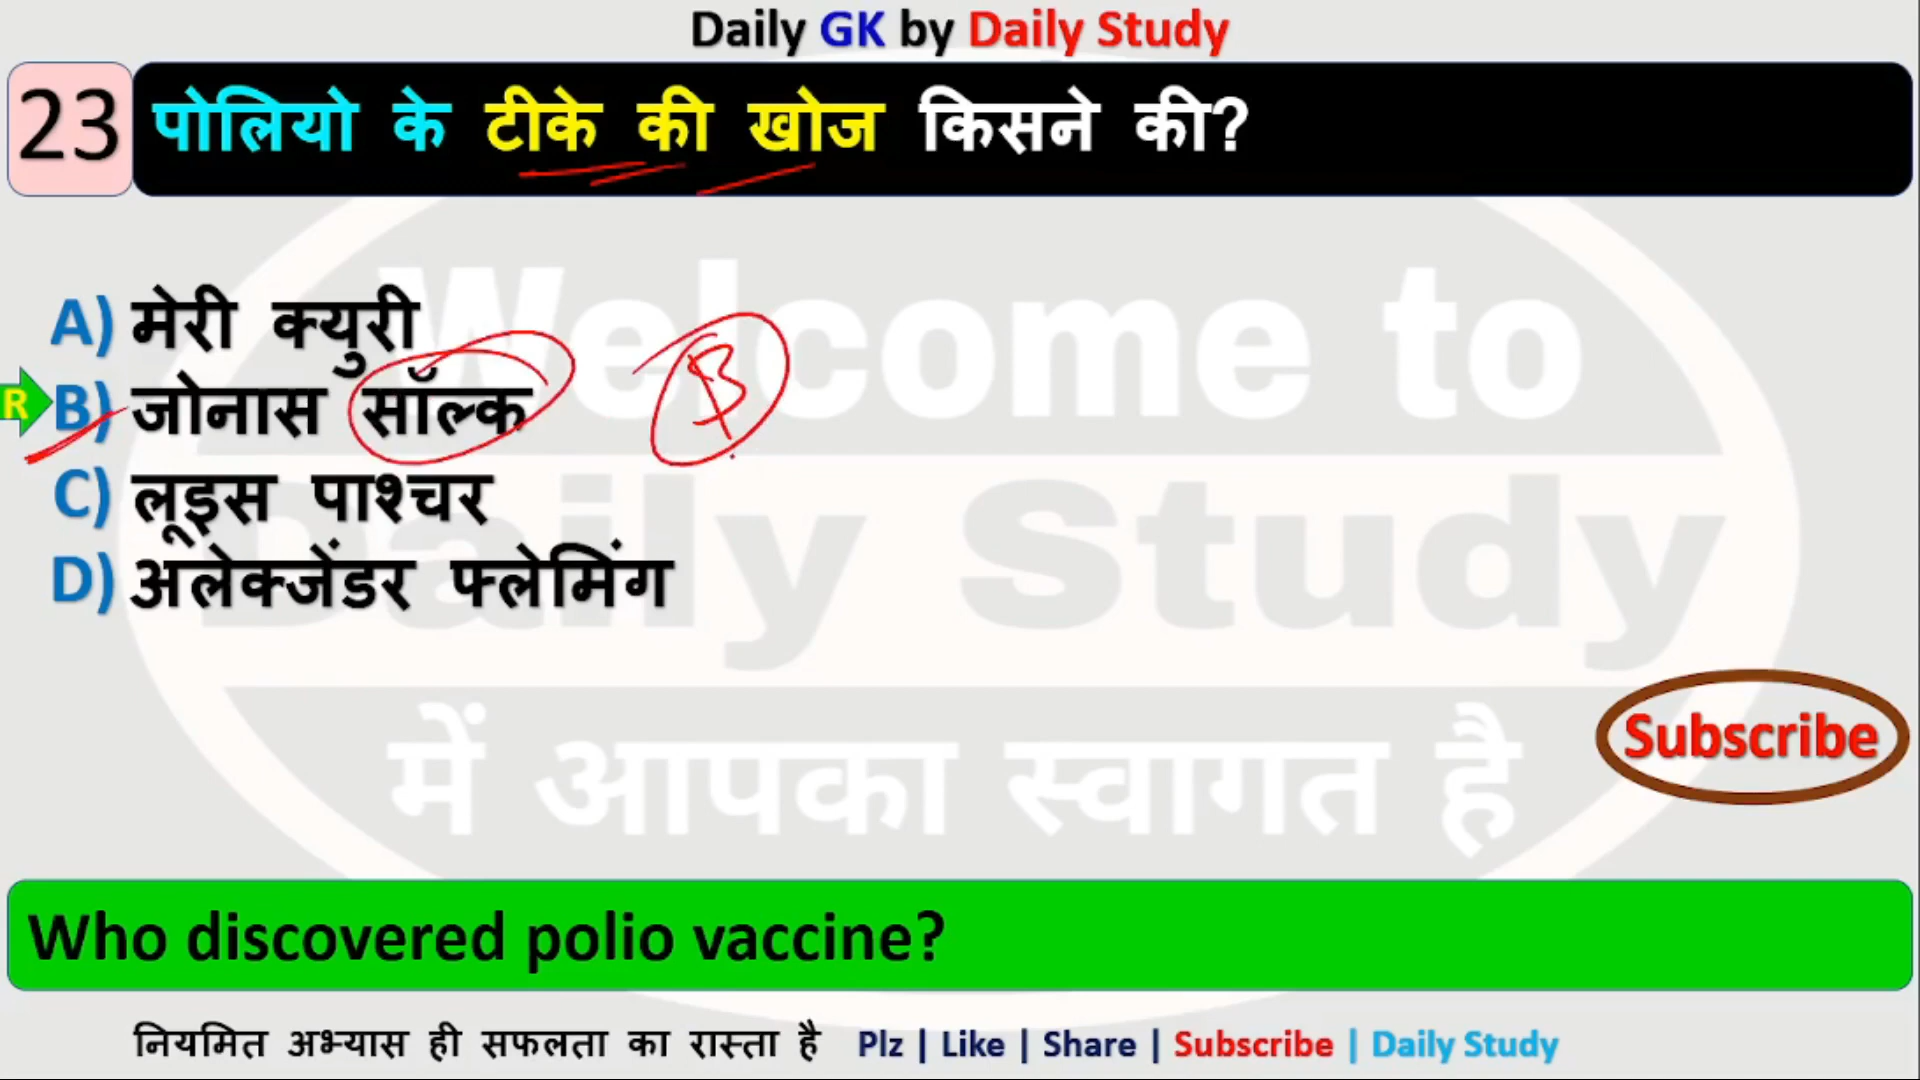 Daily GK by Daily Study
23 पोलियो के टीके की खोज किसने की?
A) मेरी क्युरी
R B) जोनास सॉल्क B
C) लूइस पाश्चर
D) अलेक्जेंडर फ्लेमिंग
Welcome to
Daily Study
में आपका स्वागत है
Subscribe
Who discovered polio vaccine?
नियमित अभ्यास ही सफलता का रास्ता है Plz | Like | Share | Subscribe | Daily Study